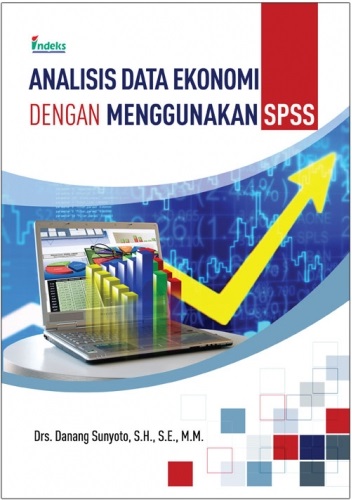 indeks
ANALISIS DATA EKONOMI
DENGAN MENGGUNAKAN SPSS
Drs. Danang Sunyoto, S.H., S.E., M.M.